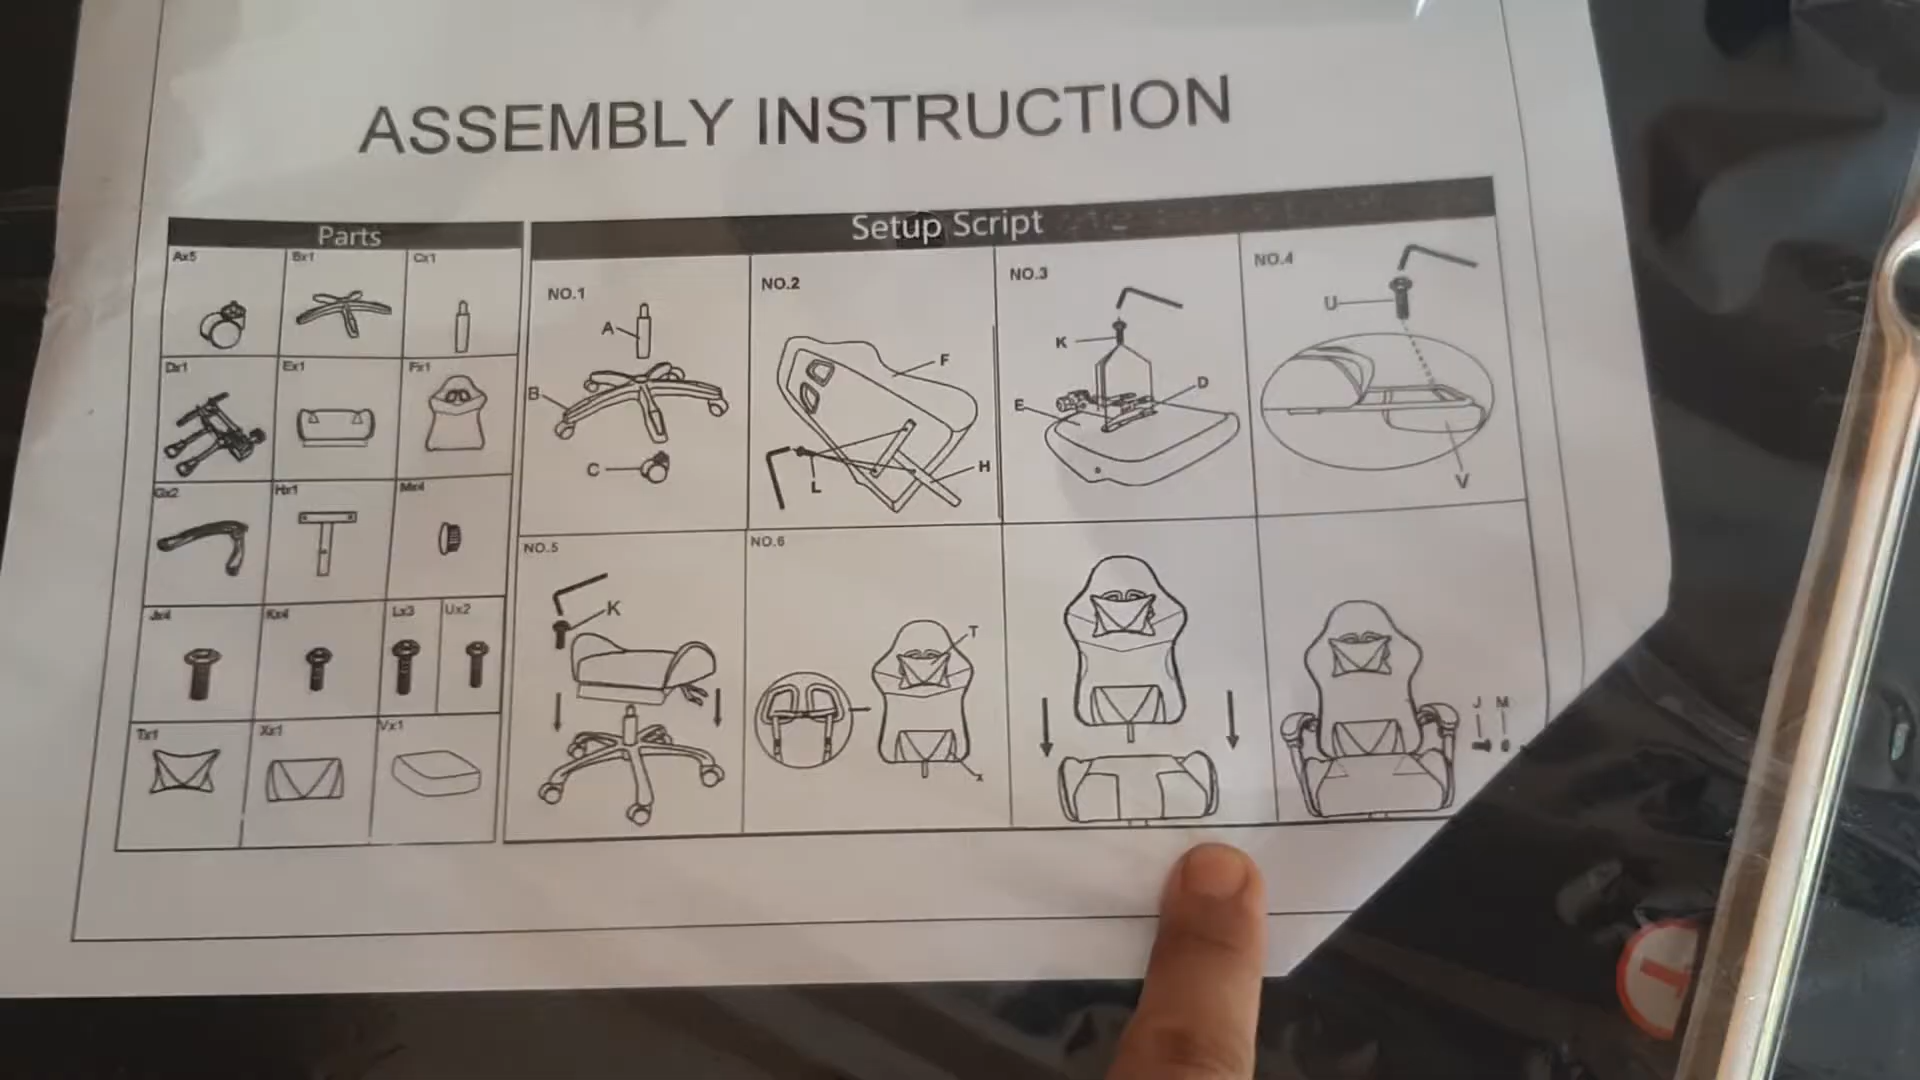 ASSEMBLY INSTRUCTION
Parts
Setup Script
Ax5
Bx1
Cx1
Dx1
Ex1
Fx1
Gx2
Hx1
Mx4
Jx4
Kx4
Lx3
Ux2
Tx1
Xx1
Vx1
NO.1
A
B
C
NO.2
F
H
L
NO.3
K
E
D
NO.4
U
V
NO.5
K
NO.6
T
x
J M